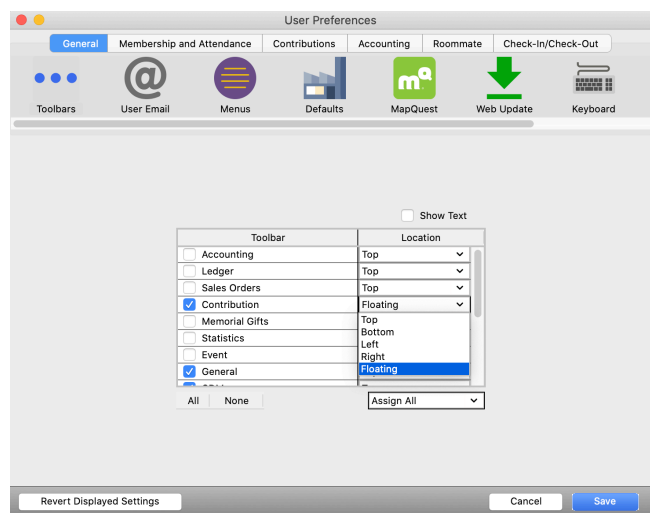 User Preferences
General Membership and Attendance Contributions Accounting Roommate Check-In/Check-Out
Toolbars User Email Menus Defaults MapQuest Web Update Keyboard
Show Text
Toolbar Location
Accounting Top
Ledger Top
Sales Orders Top
Contribution Floating
Memorial Gifts Top
Statistics Bottom
Left
Event Right
General Floating
All None Assign All
Revert Displayed Settings Cancel Save